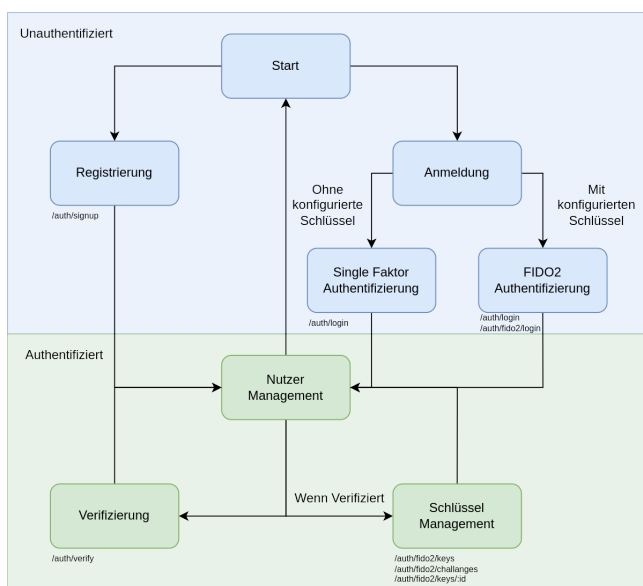 Unauthentifiziert
Start
Registrierung
/auth/signup
Anmeldung
Ohne
konfigurierte
Schlüssel
Mit
konfigurierten
Schlüssel
Single Faktor
Authentifizierung
/auth/login
FIDO2
Authentifizierung
/auth/login
/auth/fido2/login
Authentifiziert
Nutzer
Management
Wenn Verifiziert
Verifizierung
/auth/verify
Schlüssel
Management
/auth/fido2/keys
/auth/fido2/challanges
/auth/fido2/keys/:id